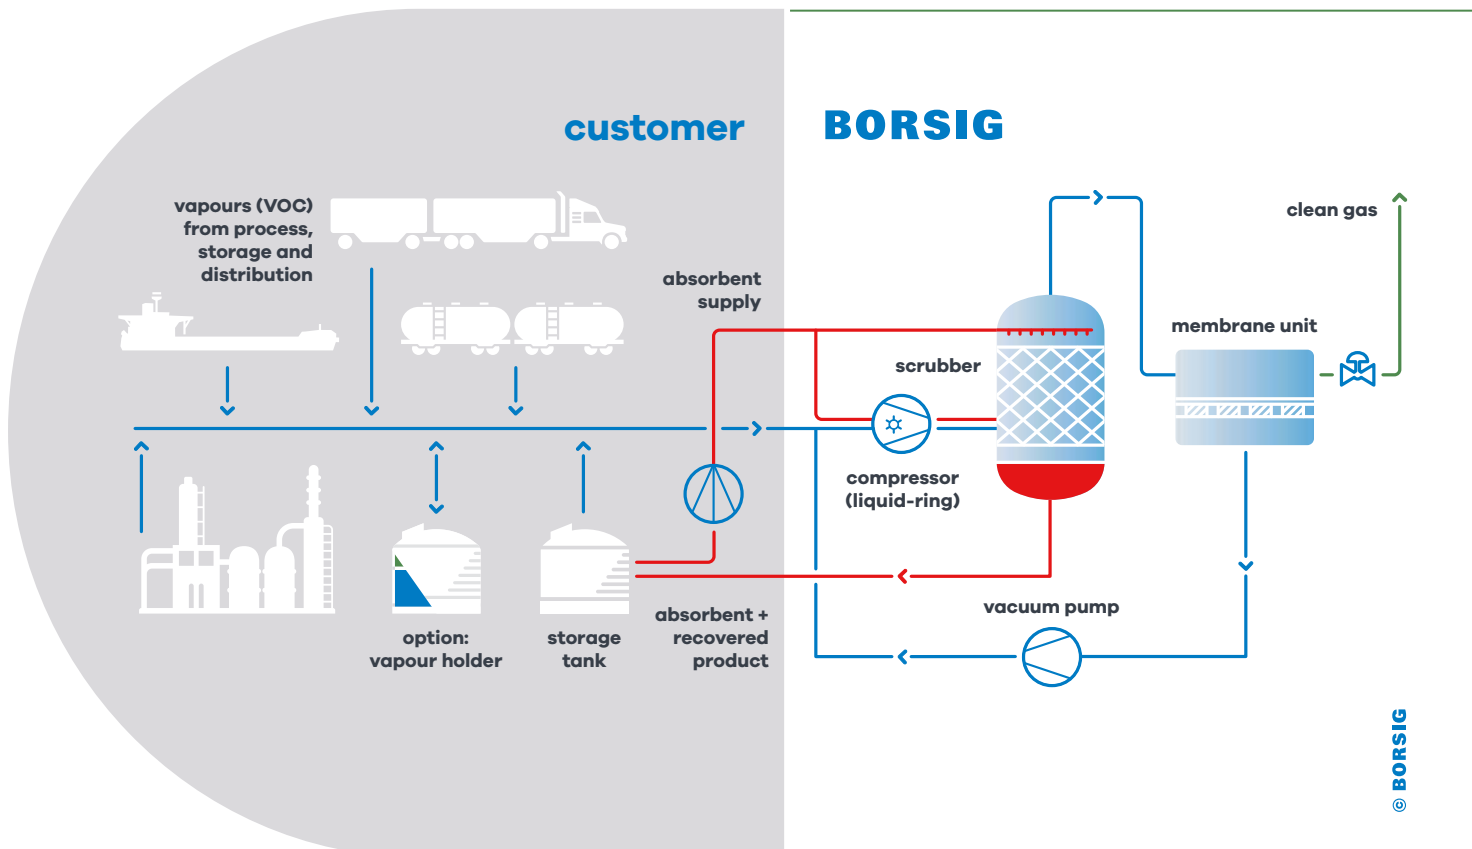 customer
BORSIG
vapours (VOC)
from process,
storage and
distribution
absorbent
supply
clean gas
membrane unit
scrubber
compressor
(liquid-ring)
vacuum pump
option:
vapour holder
storage
tank
absorbent +
recovered
product
© BORSIG